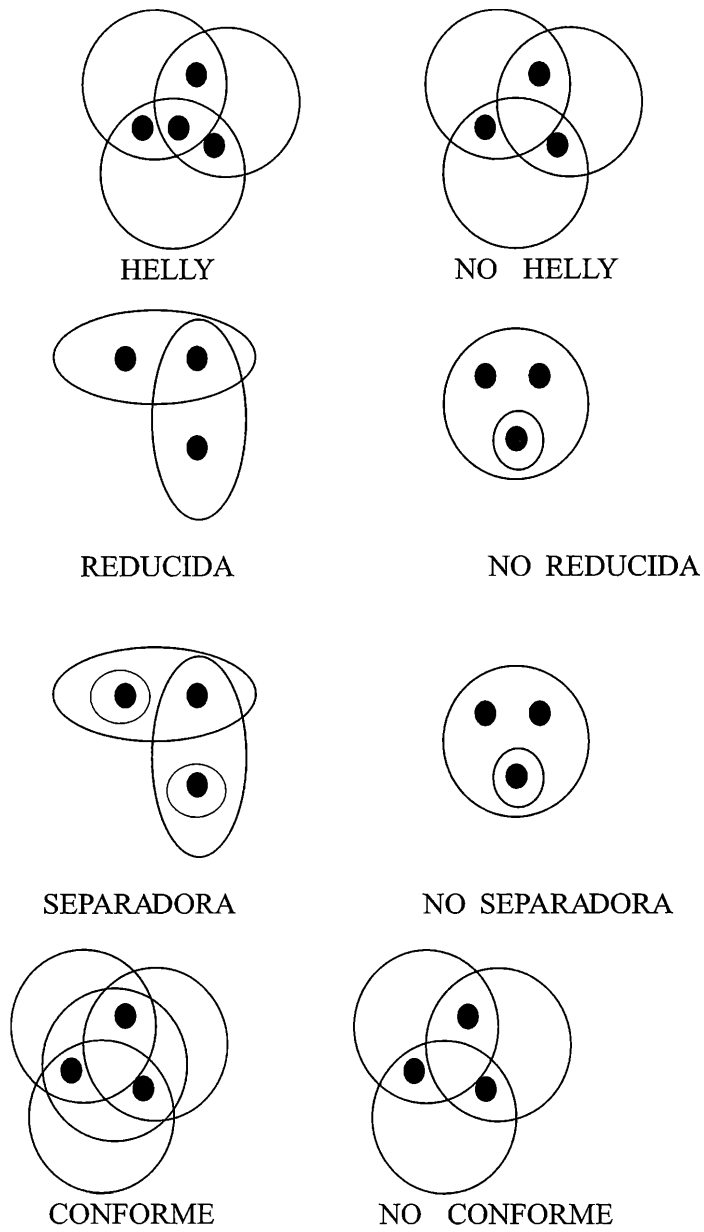 HELLY
NO HELLY
REDUCIDA
NO REDUCIDA
SEPARADORA
NO SEPARADORA
CONFORME
NO CONFORME